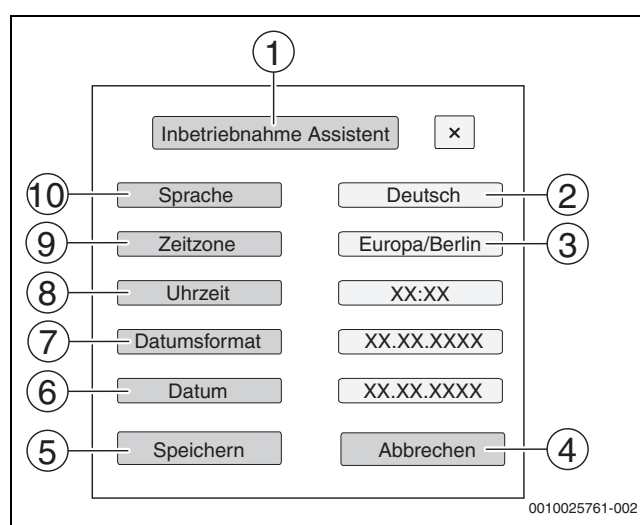 1
Inbetriebnahme Assistent ×
10 Sprache Deutsch 2
9 Zeitzone Europa/Berlin 3
8 Uhrzeit XX:XX
7 Datumsformat XX.XX.XXXX
6 Datum XX.XX.XXXX
5 Speichern Abbrechen 4
0010025761-002